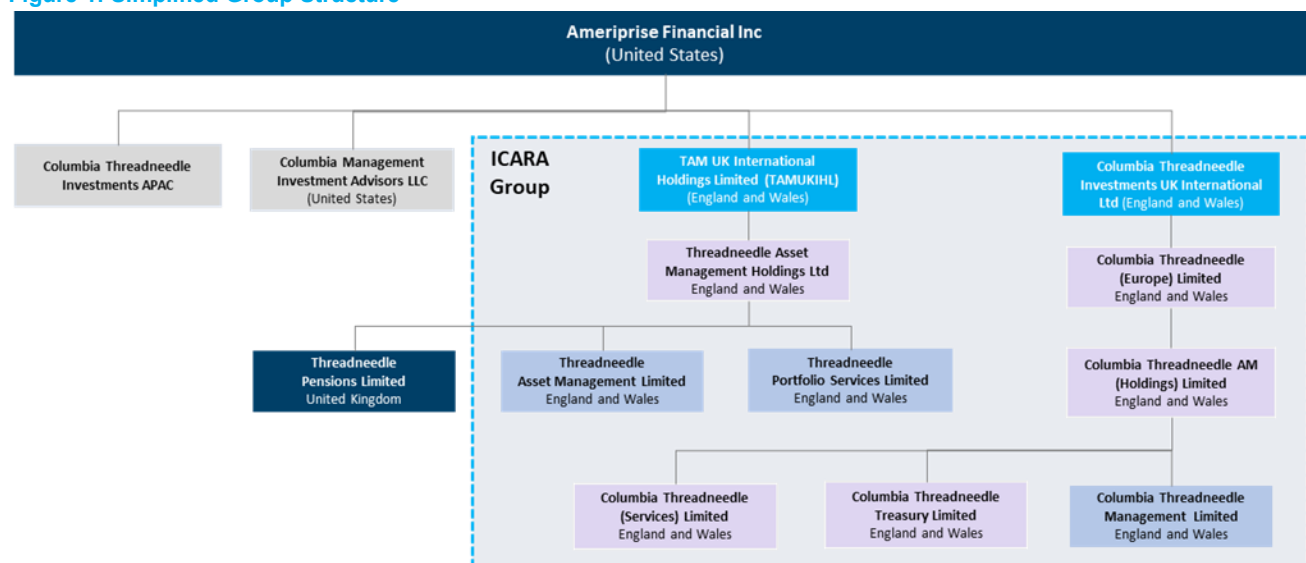 Figure 1: Simplified Group Structure
Ameriprise Financial Inc
(United States)
Columbia Threadneedle
Investments APAC
Columbia Management
Investment Advisors LLC
(United States)
ICARA
Group
TAM UK International
Holdings Limited (TAMUKIHL)
(England and Wales)
Columbia Threadneedle
Investments UK International
Ltd (England and Wales)
Threadneedle Asset
Management Holdings Ltd
England and Wales
Columbia Threadneedle
(Europe) Limited
England and Wales
Threadneedle
Pensions Limited
United Kingdom
Threadneedle
Asset Management Limited
England and Wales
Threadneedle
Portfolio Services Limited
England and Wales
Columbia Threadneedle AM
(Holdings) Limited
England and Wales
Columbia Threadneedle
(Services) Limited
England and Wales
Columbia Threadneedle
Treasury Limited
England and Wales
Columbia Threadneedle
Management Limited
England and Wales